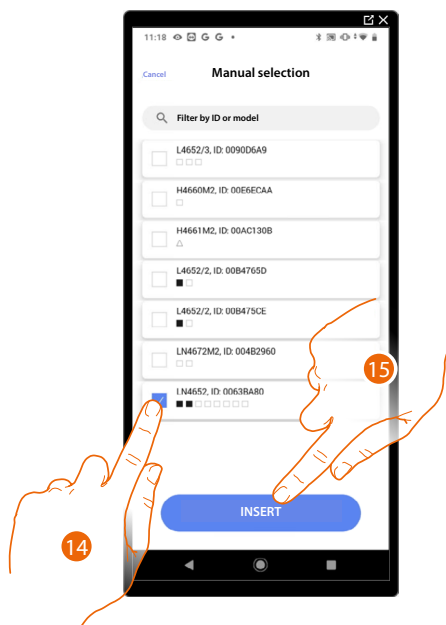 11:18 G G
Cancel
Manual selection
Filter by ID or model
L4652/3, ID: 0090D6A9
H4660M2, ID: 00E6ECAA
H4661M2, ID: 00AC130B
L4652/2, ID: 00B4765D
L4652/2, ID: 00B475CE
LN4672M2, ID: 004B2960
15
LN4652, ID: 0063BA80
INSERT
14